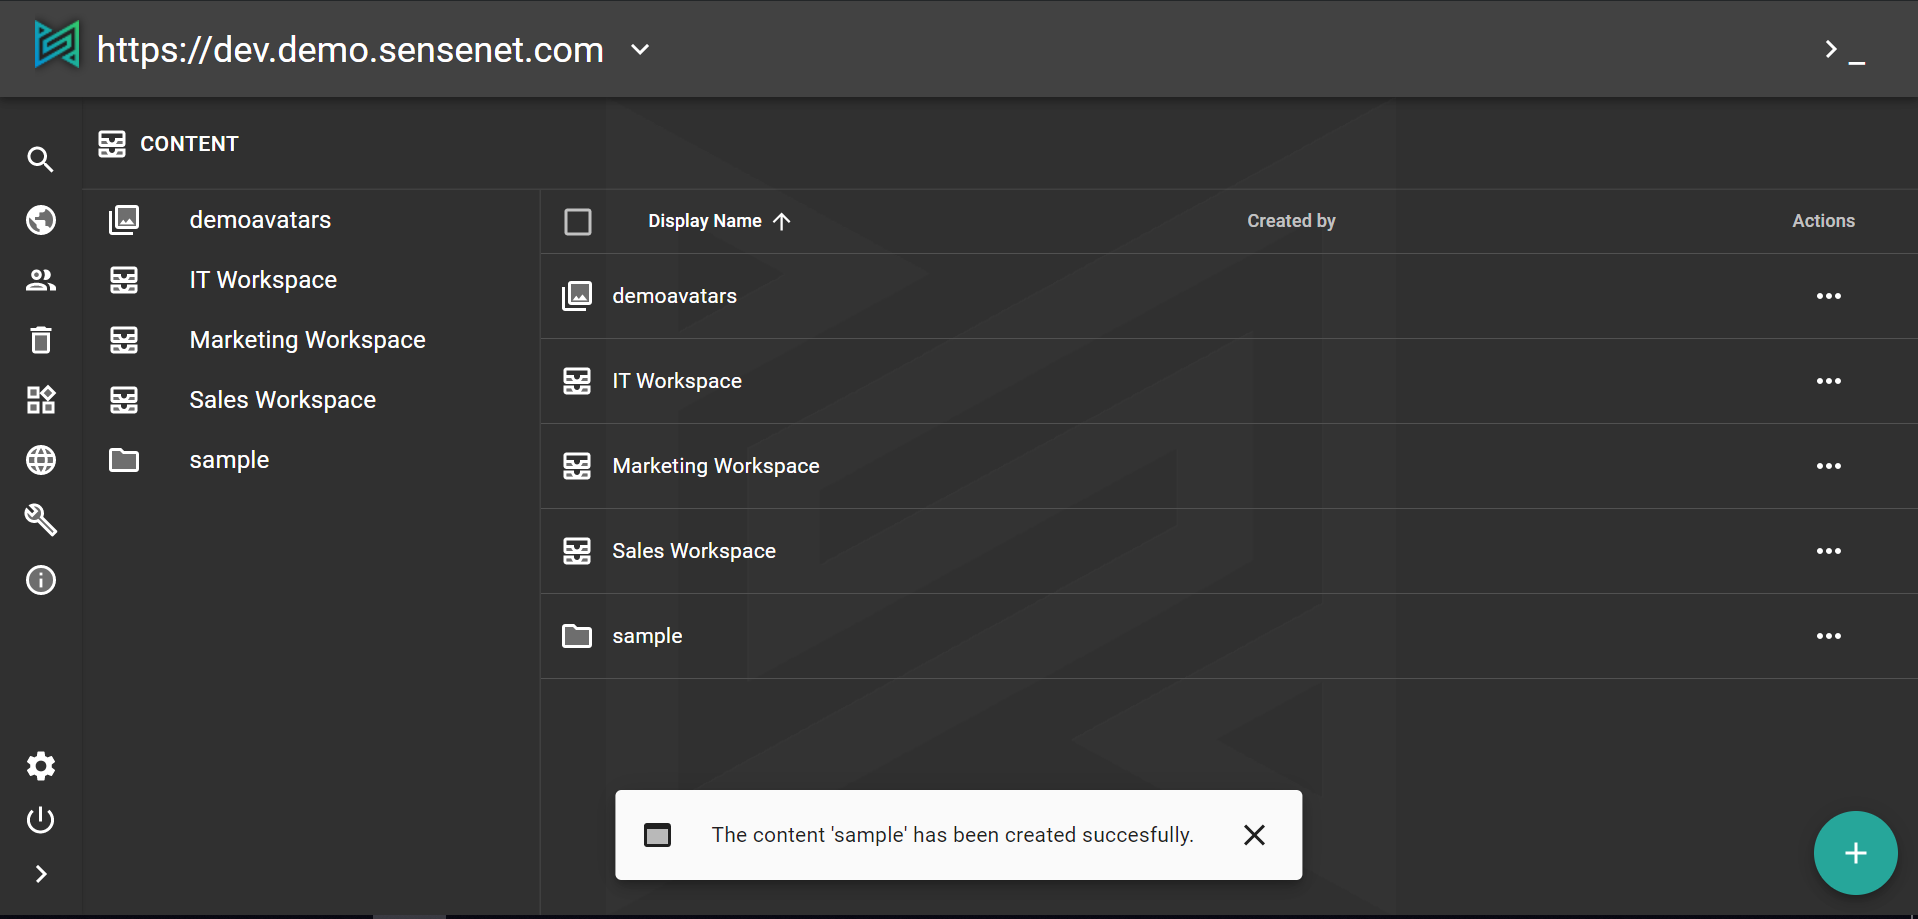 https://dev.demo.sensenet.com
CONTENT
demoavatars
IT Workspace
Marketing Workspace
Sales Workspace
sample
Display Name Created by Actions
demoavatars
IT Workspace
Marketing Workspace
Sales Workspace
sample
The content 'sample' has been created succesfully.